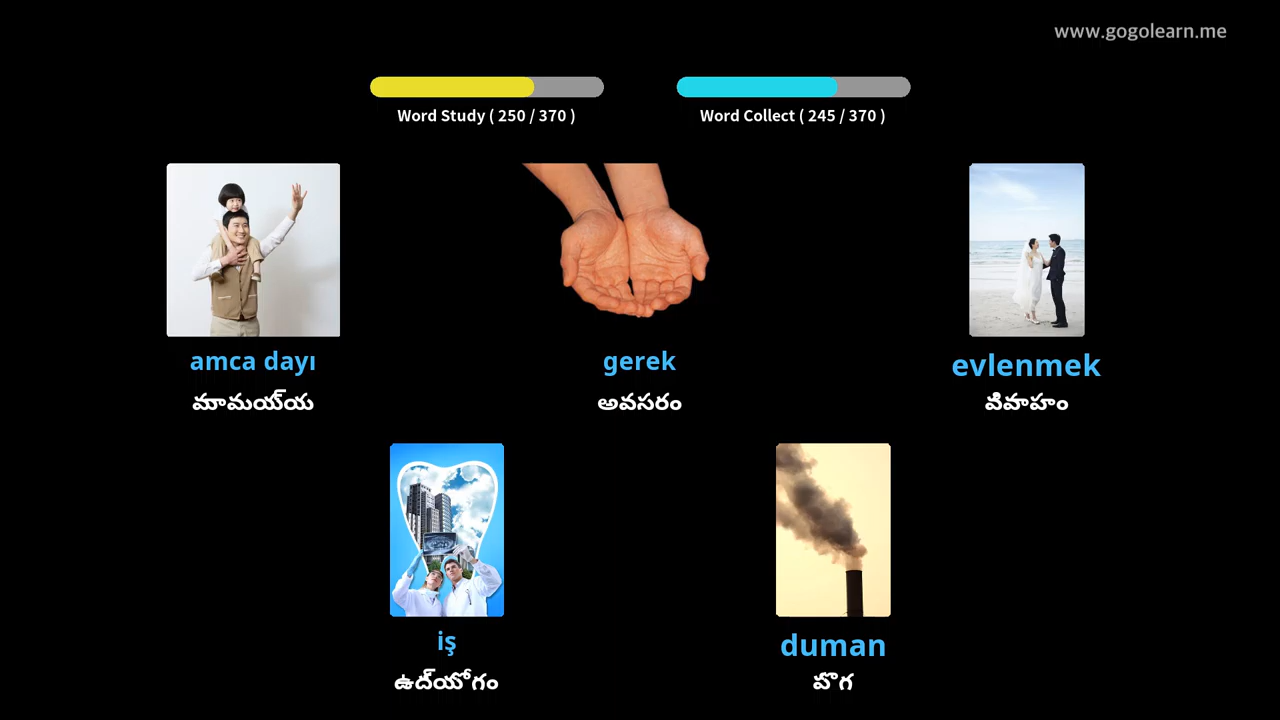 www.gogolearn.me
Word Study ( 250 / 370 )
Word Collect ( 245 / 370 )
amca dayı
మామయ్య
gerek
అవసరం
evlenmek
వివాహం
iş
ఉద్యోగం
duman
పొగ